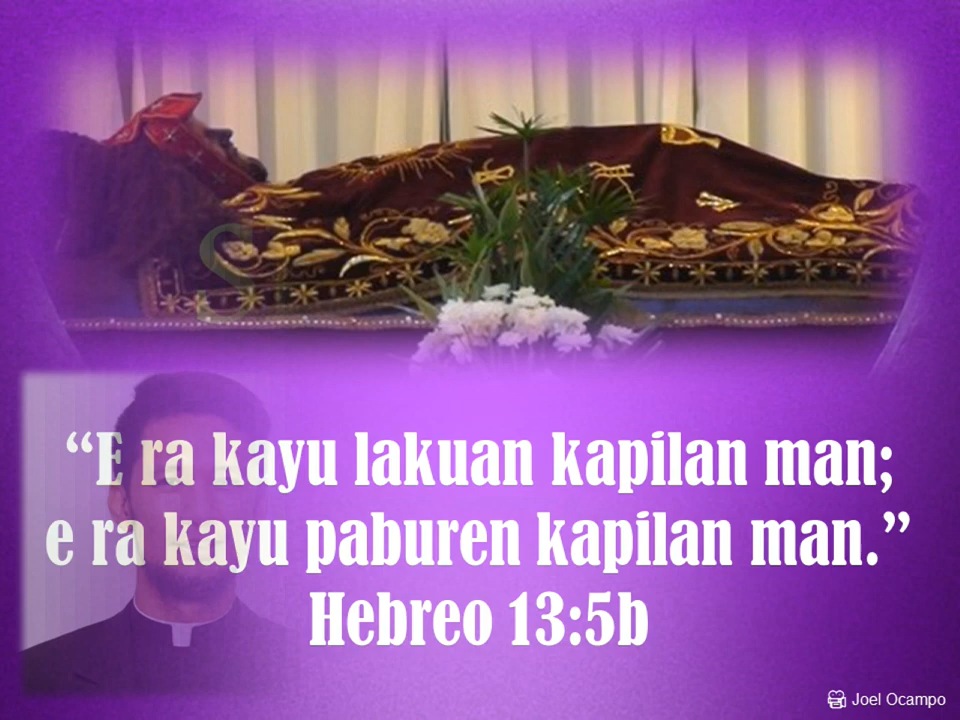 “E ra kayu lakuan kapilan man;
e ra kayu paburen kapilan man.”
Hebreo 13:5b
Joel Ocampo